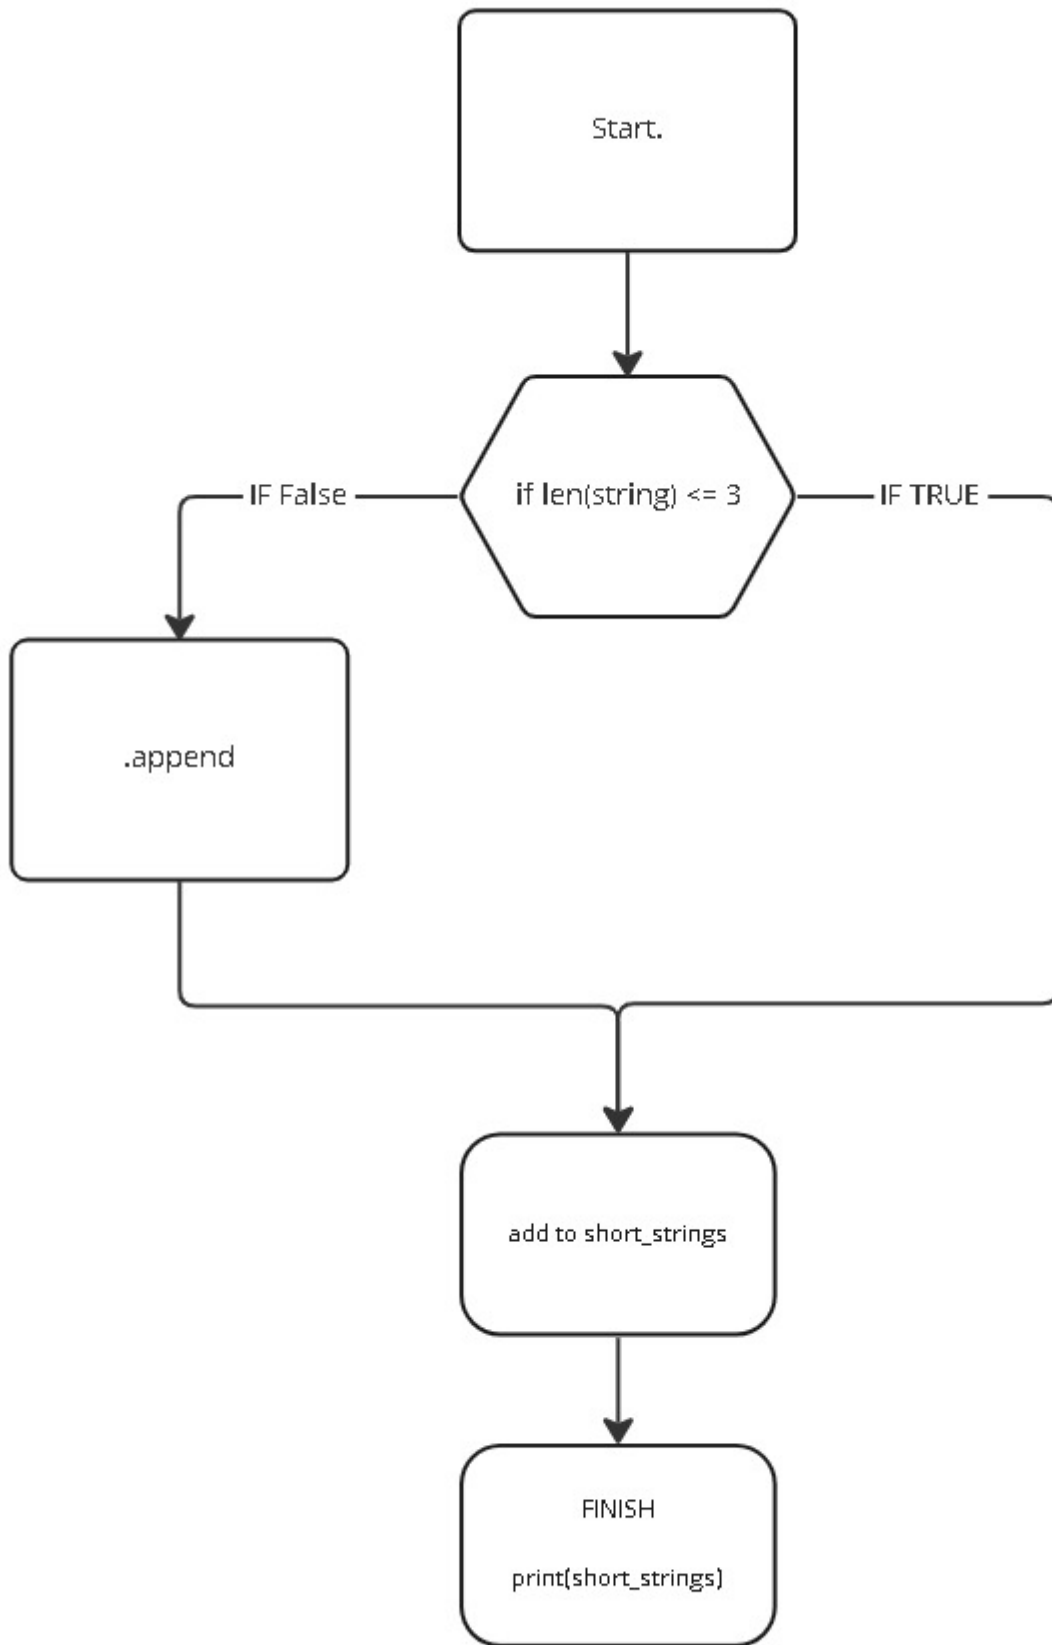 Start.
if len(string) <= 3
IF False
IF TRUE
.append
add to short_strings
FINISH
print(short_strings)